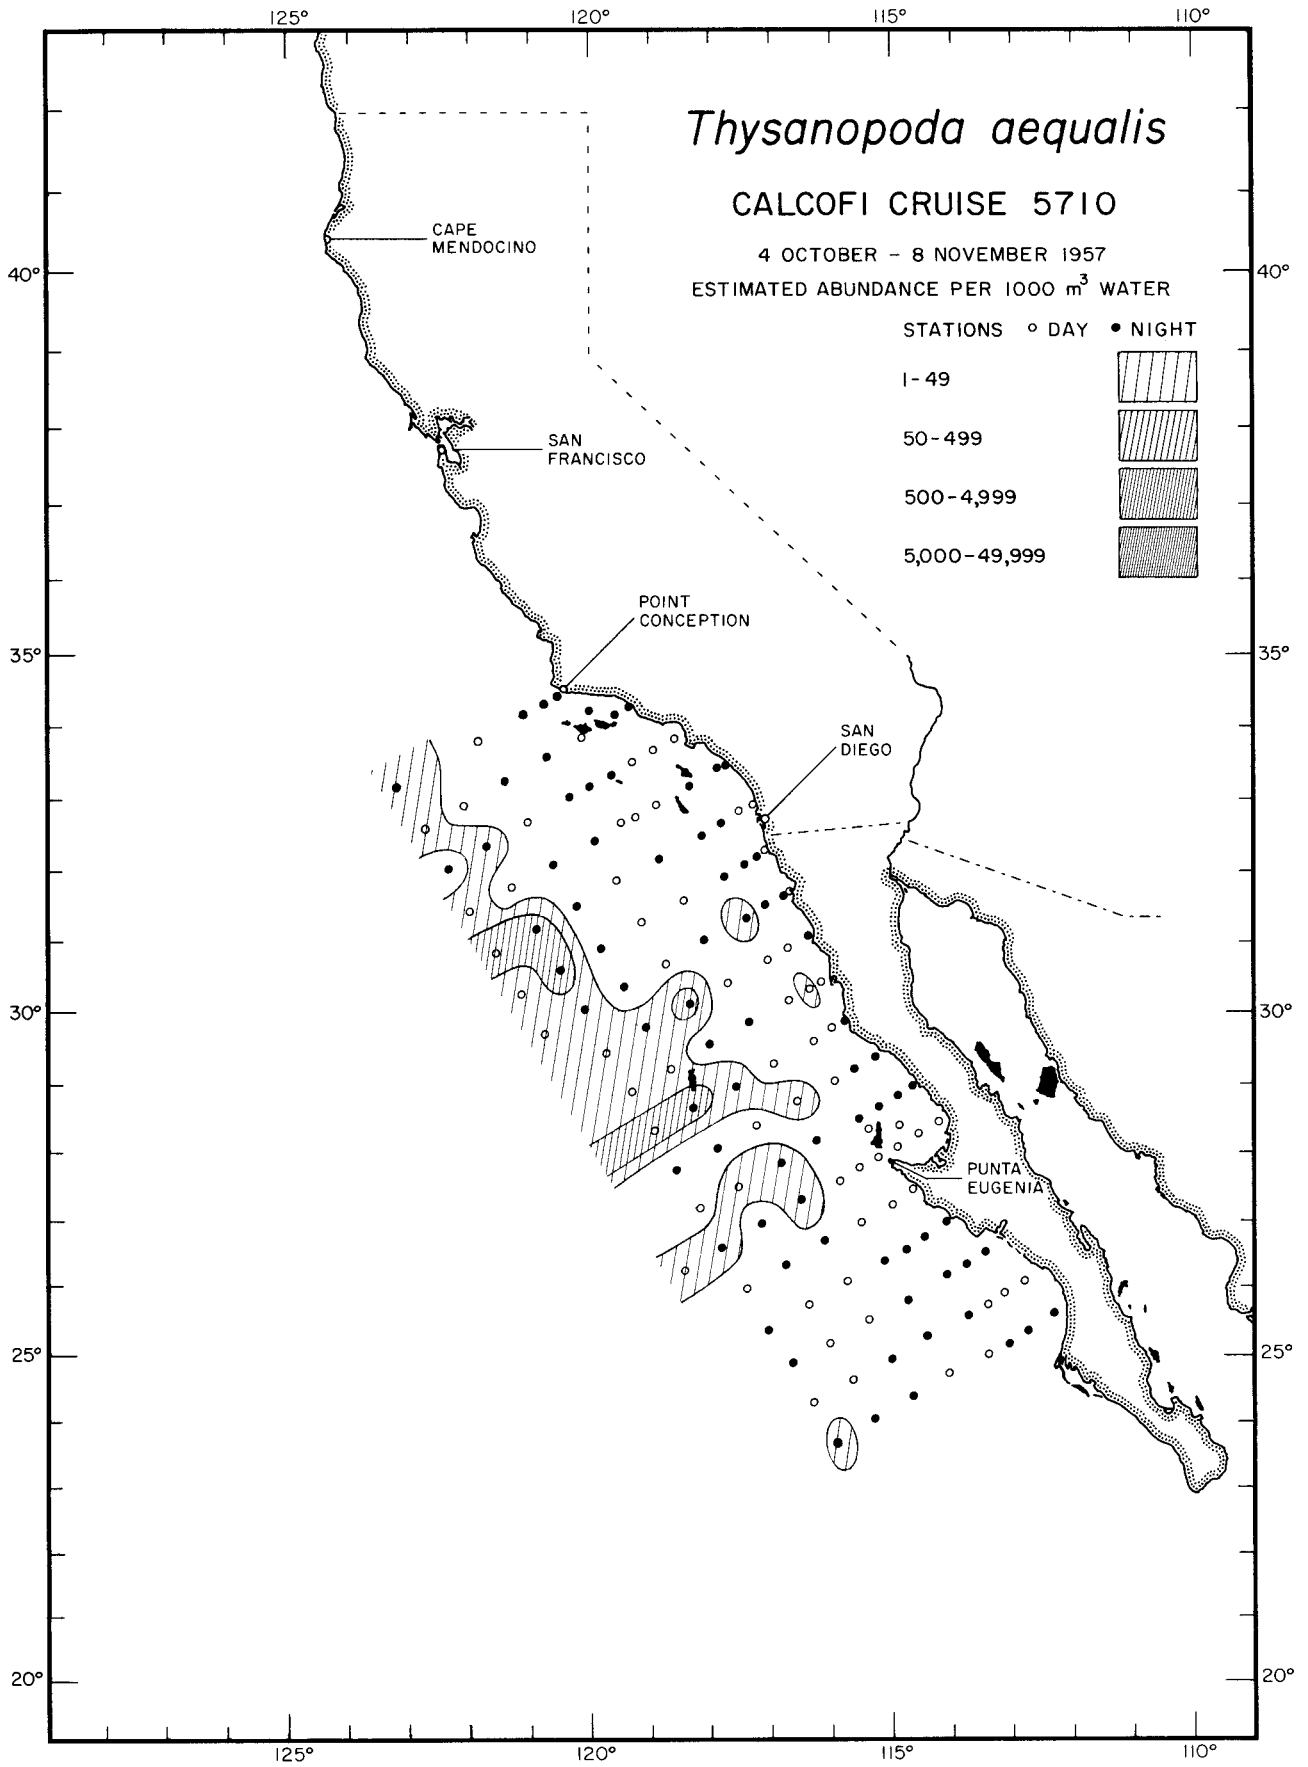 125° 120° 115° 110°
Thysanopoda aequalis
CALCOFI CRUISE 5710
4 OCTOBER – 8 NOVEMBER 1957
ESTIMATED ABUNDANCE PER 1000 m³ WATER
STATIONS ○ DAY ● NIGHT
1-49
50-499
500-4,999
5,000-49,999
CAPE
MENDOCINO
40° 40°
SAN
FRANCISCO
POINT
CONCEPTION
35° 35°
SAN
DIEGO
30° 30°
PUNTA
EUGENIA
25° 25°
20° 20°
125° 120° 115° 110°